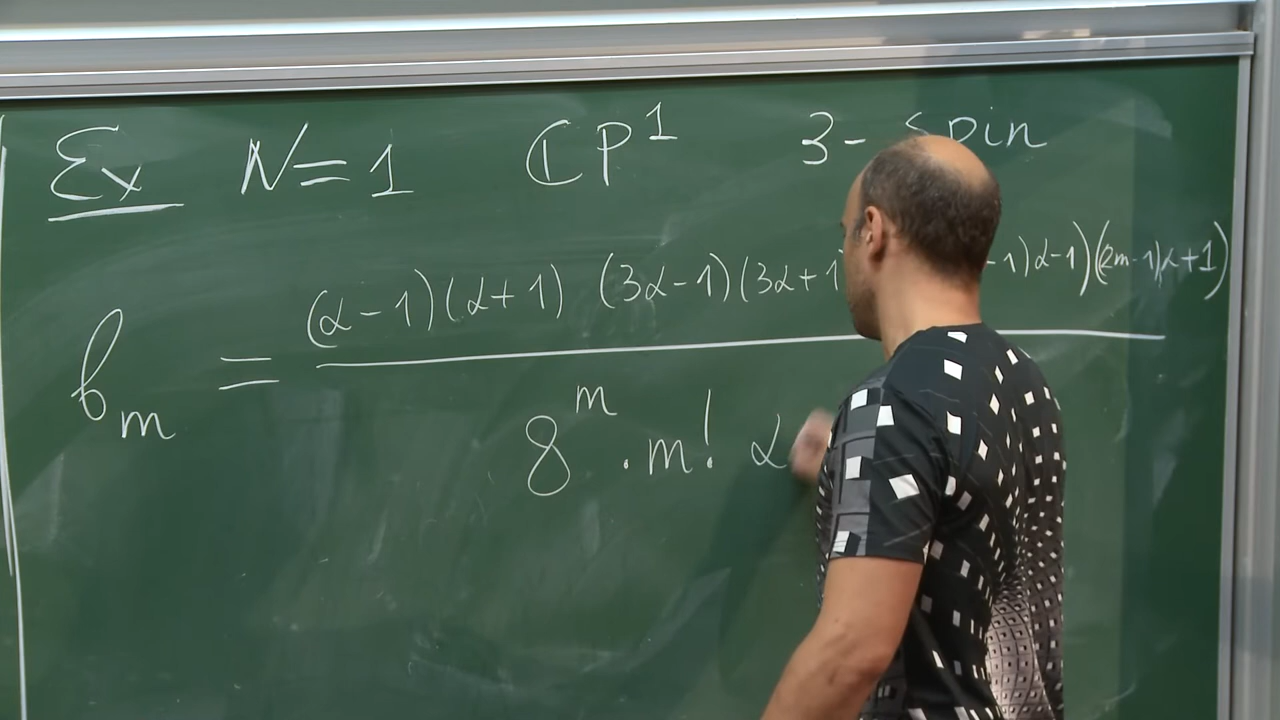 Ex N = 1 ℂP¹ 3-Spin
(α-1)(α+1) (3α-1)(3α+1 -1)α-1)((2m-1)α+1)
b_m =
8^m · m! α